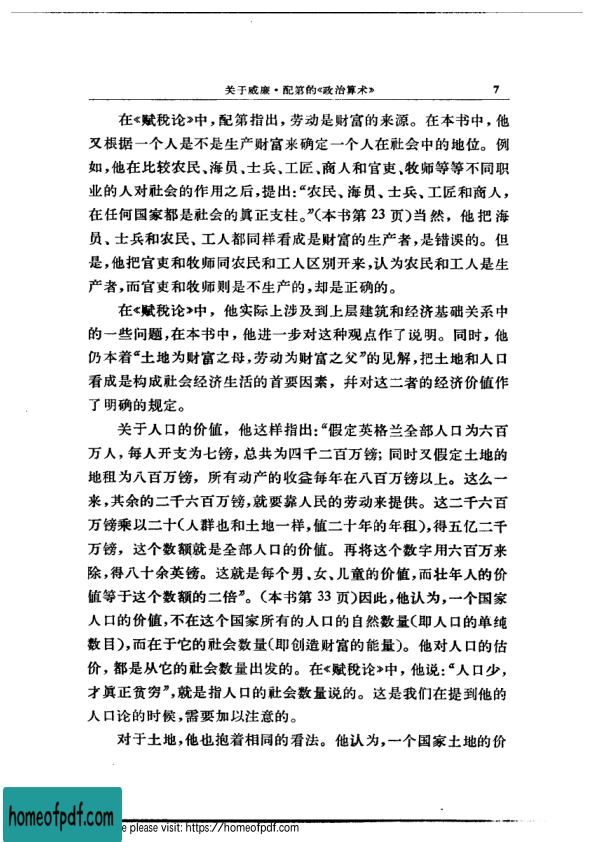 关于威廉·配第的《政治算术》 7
在《赋税论》中，配第指出，劳动是财富的来源。在本书中，他
又根据一个人是不是生产财富来确定一个人在社会中的地位。例
如，他在比较农民、海员、士兵、工匠、商人和官吏、牧师等等不同职
业的人对社会的作用之后，提出：“农民、海员、士兵、工匠和商人，
在任何国家都是社会的真正支柱。”（本书第 23 页）当然，他把海
员、士兵和农民、工人都同样看成是财富的生产者，是错误的。但
是，他把官吏和牧师同农民和工人区别开来，认为农民和工人是生
产者，而官吏和牧师则是不生产的，却是正确的。
在《赋税论》中，他实际上涉及到上层建筑和经济基础关系中
的一些问题，在本书中，他进一步对这种观点作了说明。同时，他
仍本着“土地为财富之母，劳动为财富之父”的见解，把土地和人口
看成是构成社会经济生活的首要因素，并对这二者的经济价值作
了明确的规定。
关于人口的价值，他这样指出：“假定英格兰全部人口为六百
万人，每人开支为七镑，总共为四千二百万镑；同时又假定土地的
地租为八百万镑，所有动产的收益每年在八百万镑以上。这么一
来，其余的二千六百万镑，就要靠人民的劳动来提供。这二千六百
万镑乘以二十（人群也和土地一样，值二十年的年租），得五亿二千
万镑，这个数额就是全部人口的价值。再将这个数字用六百万来
除，得八十余英镑。这就是每个男、女、儿童的价值，而壮年人的价
值等于这个数额的二倍”。（本书第 33 页）因此，他认为，一个国家
人口的价值，不在这个国家所有的人口的自然数量（即人口的单纯
数目），而在于它的社会数量（即创造财富的能量）。他对人口的估
价，都是从它的社会数量出发的。在《赋税论》中，他说：“人口少，
才真正贫穷”，就是指人口的社会数量说的。这是我们在提到他的
人口论的时候，需要加以注意的。
对于土地，他也抱着相同的看法。他认为，一个国家土地的价
homeofpdf.com
e please visit: https://homeofpdf.com